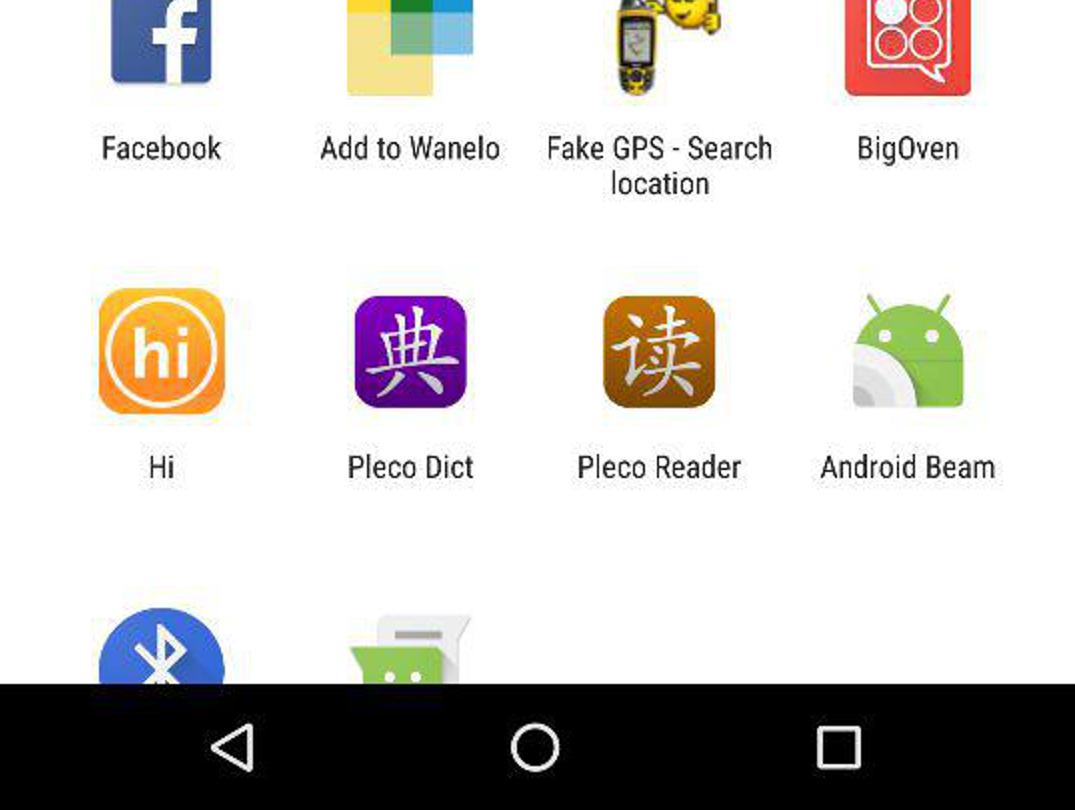 f
Facebook
Add to Wanelo
Fake GPS - Search
location
BigOven
hi
典
读
Hi
Pleco Dict
Pleco Reader
Android Beam